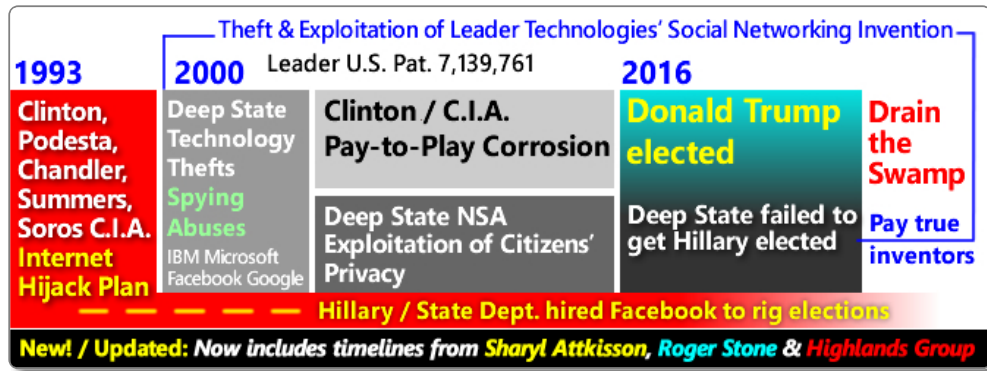 Theft & Exploitation of Leader Technologies' Social Networking Invention
1993
2000
Leader U.S. Pat. 7,139,761
2016
Clinton,
Podesta,
Chandler,
Summers,
Soros C.I.A.
Internet
Hijack Plan
Deep State
Technology
Thefts
Spying
Abuses
IBM Microsoft
Facebook Google
Clinton / C.I.A.
Pay-to-Play Corrosion
Deep State NSA
Exploitation of Citizens'
Privacy
Donald Trump
elected
Deep State failed to
get Hillary elected
Drain
the
Swamp
Pay true
inventors
Hillary / State Dept. hired Facebook to rig elections
New! / Updated: Now includes timelines from Sharyl Attkisson, Roger Stone & Highlands Group